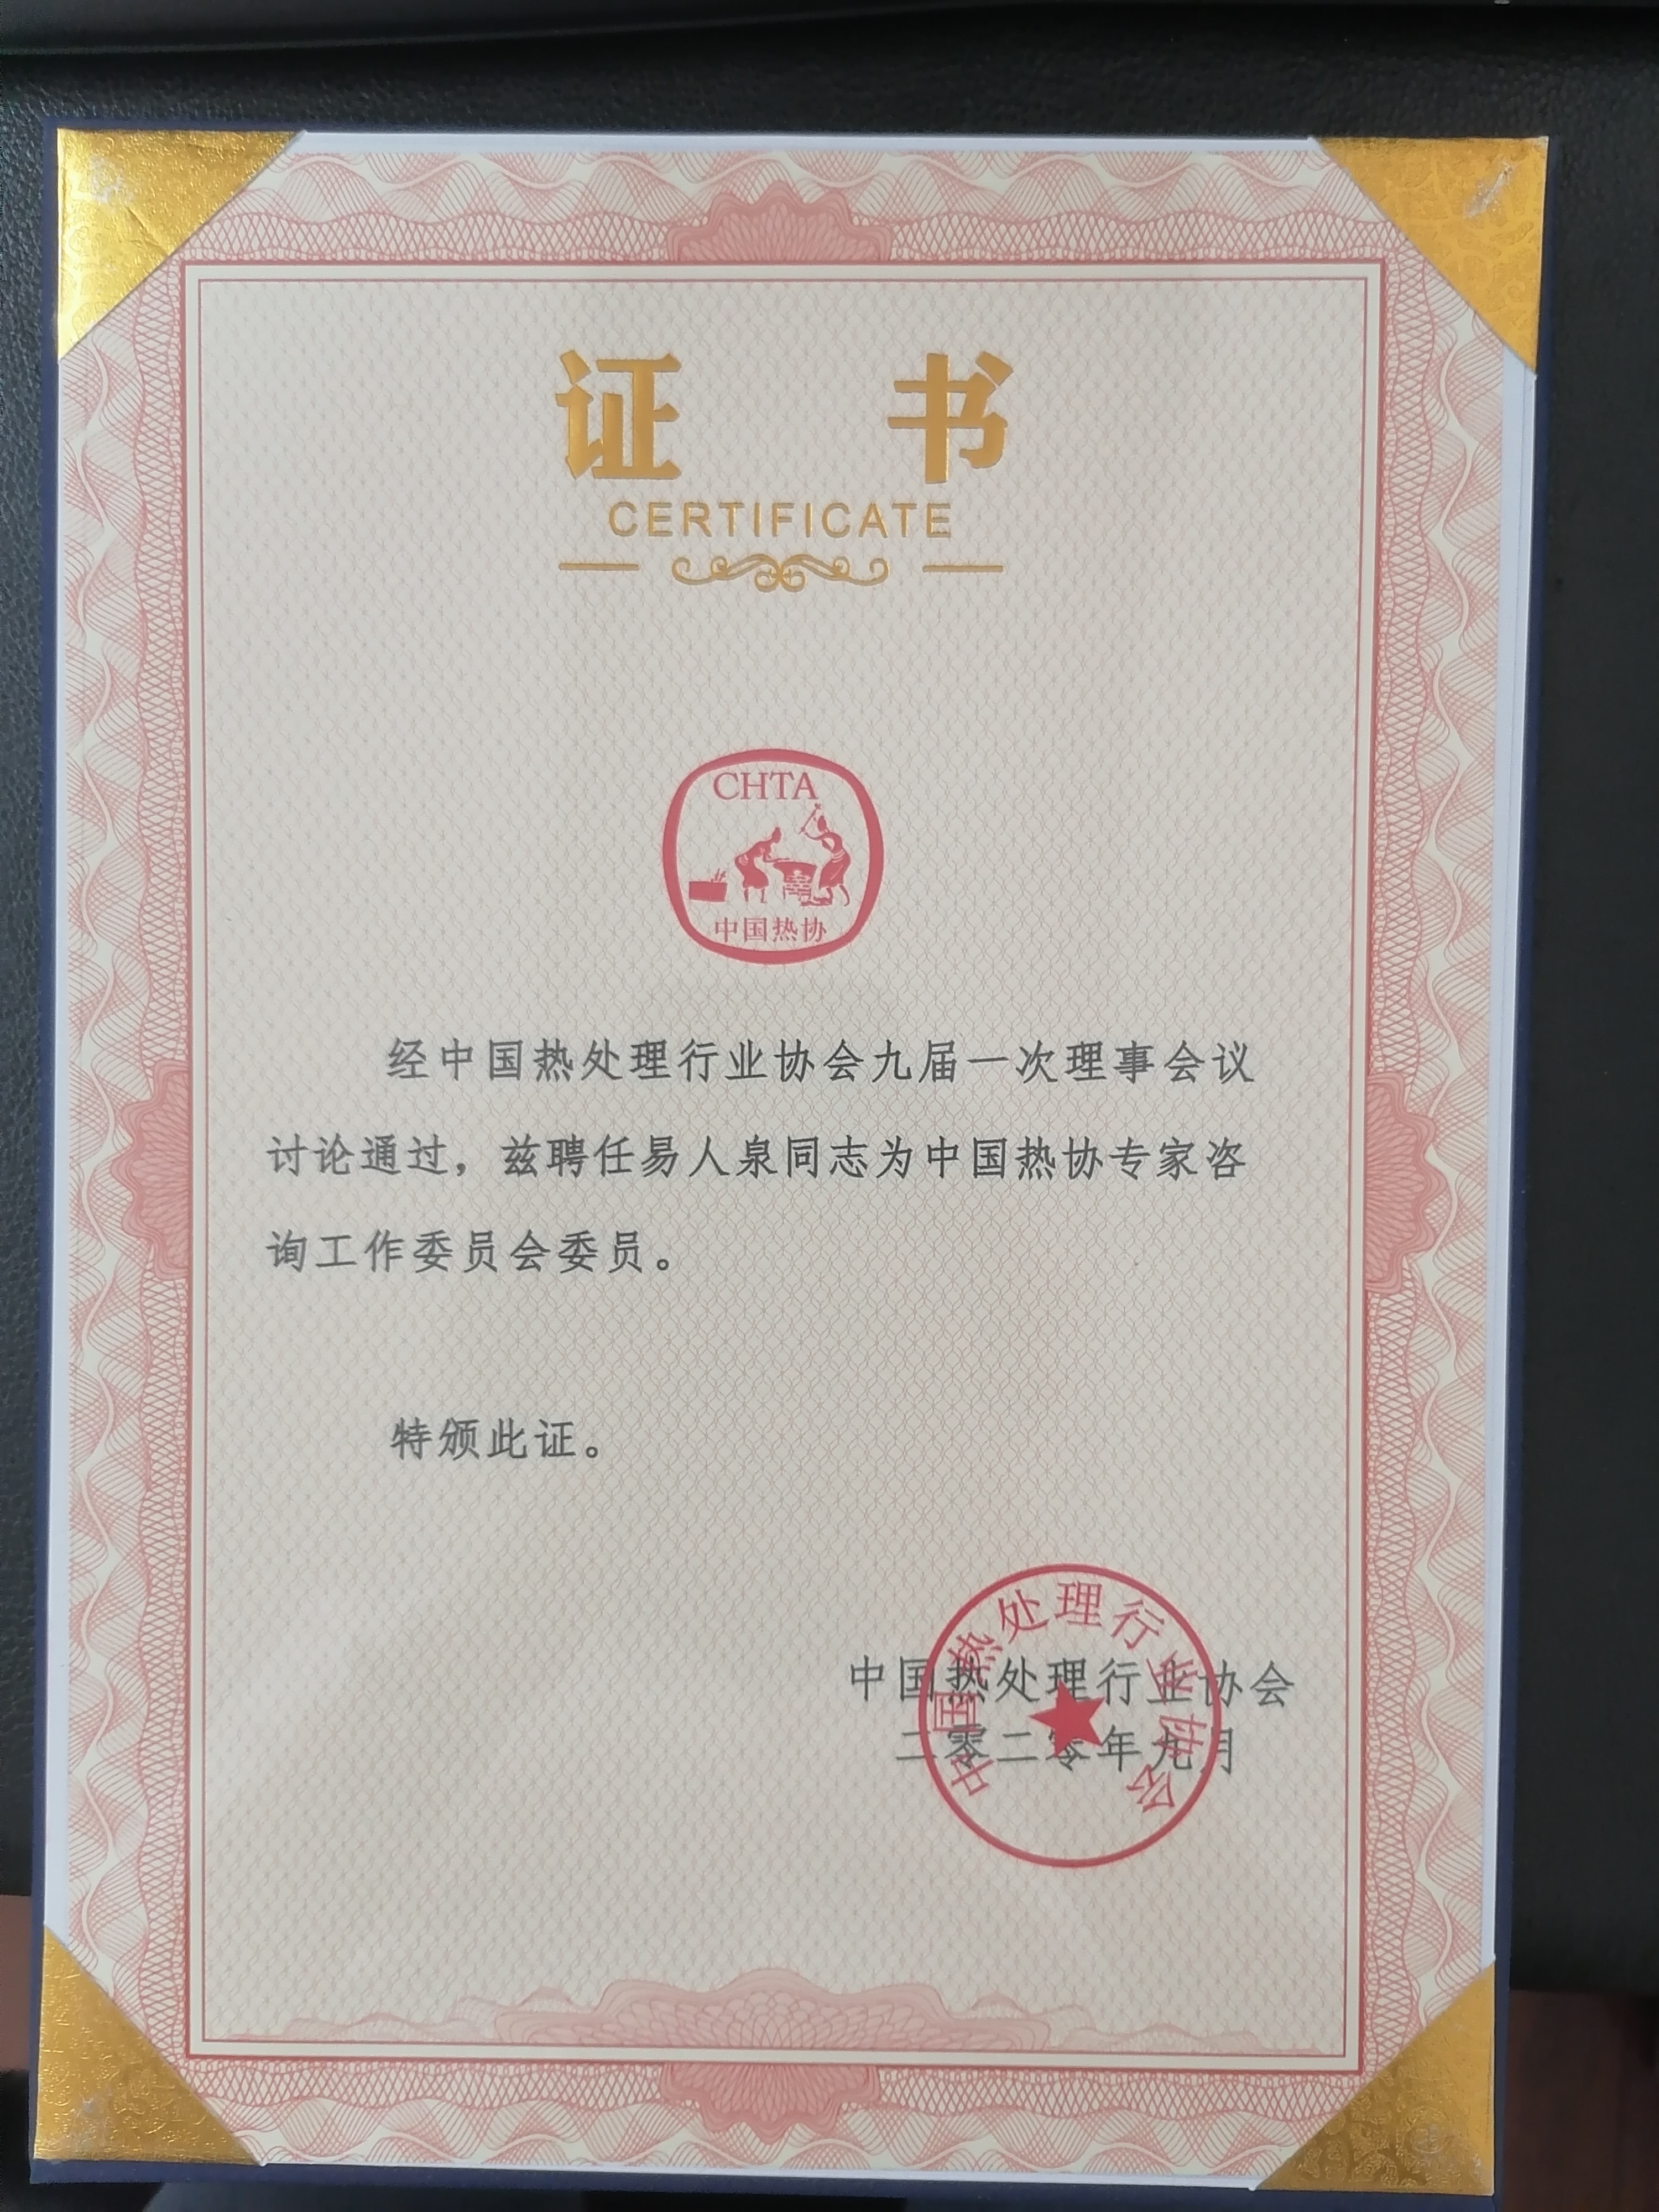 证 书
CERTIFICATE
CHTA
中国热协
经中国热处理行业协会九届一次理事会议
讨论通过，兹聘任易人泉同志为中国热协专家咨
询工作委员会委员。
特颁此证。
中国热处理行业协会
中国热处理行业协会
二零二零年九月